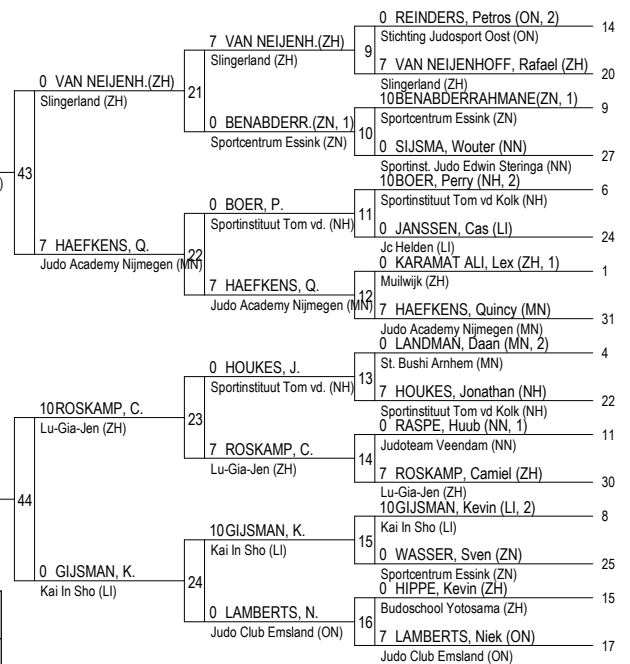 0 REINDERS, Petros (ON, 2) 14
Stichting Judosport Oost (ON)
9
7 VAN NEIJENHOFF, Rafael (ZH) 20
Slingerland (ZH)
10BENABDERRAHMANE(ZN, 1) 9
Sportcentrum Essink (ZN)
10
0 SIJSMA, Wouter (NN) 27
Sportinst. Judo Edwin Steringa (NN)
10BOER, Perry (NH, 2) 6
Sportinstituut Tom vd Kolk (NH)
11
0 JANSSEN, Cas (LI) 24
Jc Helden (LI)
0 KARAMAT ALI, Lex (ZH, 1) 1
Muilwijk (ZH)
12
7 HAEFKENS, Quincy (MN) 31
Judo Academy Nijmegen (MN)
0 LANDMAN, Daan (MN, 2) 4
St. Bushi Arnhem (MN)
13
7 HOUKES, Jonathan (NH) 22
Sportinstituut Tom vd Kolk (NH)
0 RASPE, Huub (NN, 1) 11
Judoteam Veendam (NN)
14
7 ROSKAMP, Camiel (ZH) 30
Lu-Gia-Jen (ZH)
10GIJSMAN, Kevin (LI, 2) 8
Kai In Sho (LI)
15
0 WASSER, Sven (ZN) 25
Sportcentrum Essink (ZN)
0 HIPPE, Kevin (ZH) 15
Budoschool Yotosama (ZH)
16
7 LAMBERTS, Niek (ON) 17
Judo Club Emsland (ON)
7 VAN NEIJENH.(ZH)
Slingerland (ZH)
21
0 BENABDERR.(ZN, 1)
Sportcentrum Essink (ZN)
0 BOER, P.
Sportinstituut Tom vd. (NH)
22
7 HAEFKENS, Q.
Judo Academy Nijmegen (MN)
0 HOUKES, J.
Sportinstituut Tom vd. (NH)
23
7 ROSKAMP, C.
Lu-Gia-Jen (ZH)
10GIJSMAN, K.
Kai In Sho (LI)
24
0 LAMBERTS, N.
Judo Club Emsland (ON)
0 VAN NEIJENH.(ZH)
Slingerland (ZH)
43
7 HAEFKENS, Q.
Judo Academy Nijmegen (MN)
10ROSKAMP, C.
Lu-Gia-Jen (ZH)
44
0 GIJSMAN, K.
Kai In Sho (LI)
)